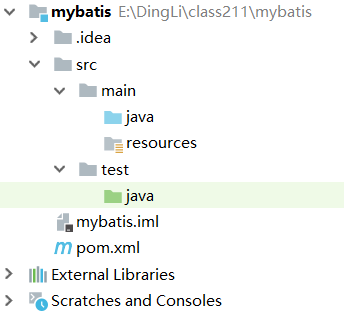 mybatis E:\DingLi\class211\mybatis
.idea
src
main
java
resources
test
java
mybatis.iml
pom.xml
External Libraries
Scratches and Consoles